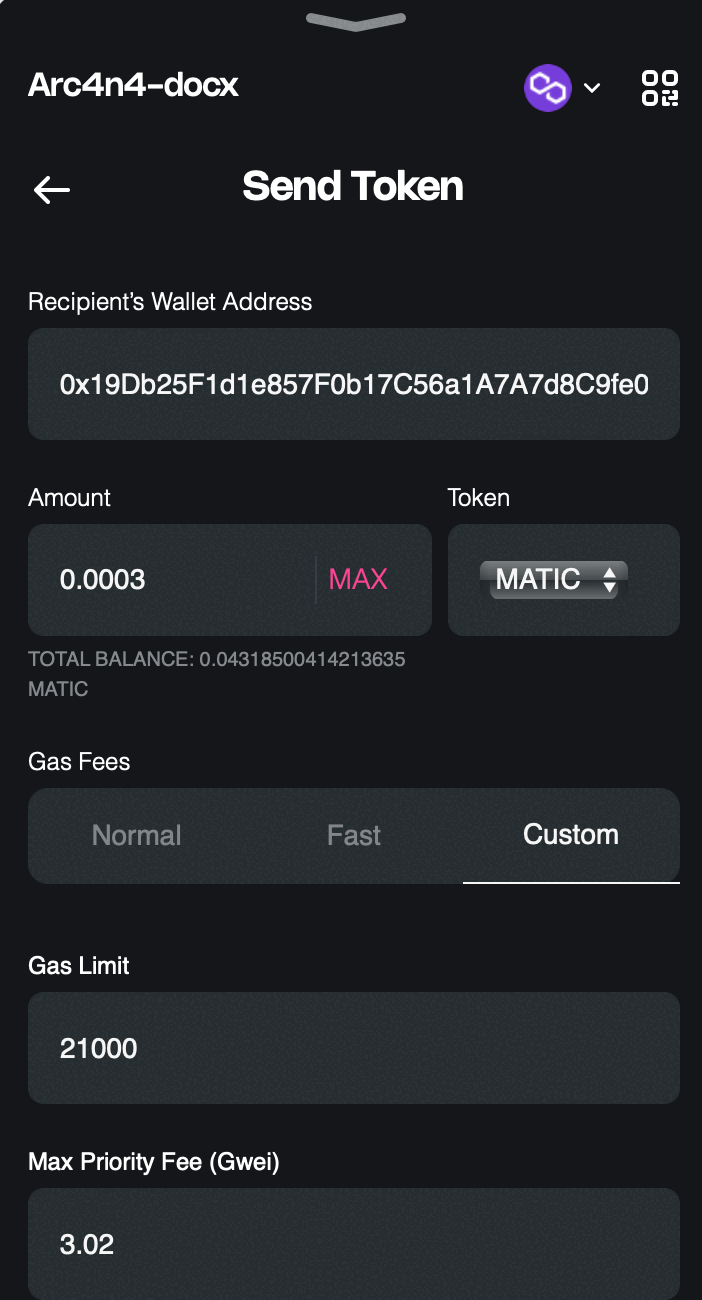 Arc4n4-docx
Send Token
Recipient's Wallet Address
0x19Db25F1d1e857F0b17C56a1A7A7d8C9fe0
Amount
Token
0.0003
MAX
MATIC
TOTAL BALANCE: 0.04318500414213635
MATIC
Gas Fees
Normal
Fast
Custom
Gas Limit
21000
Max Priority Fee (Gwei)
3.02